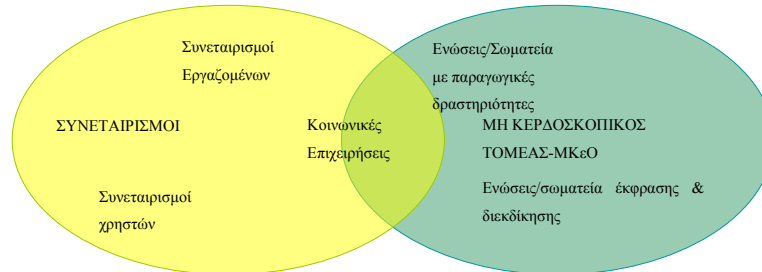 Συνεταιρισμοί
Εργαζομένων
Ενώσεις/Σωματεία
με παραγωγικές
δραστηριότητες
ΣΥΝΕΤΑΙΡΙΣΜΟΙ
Κοινωνικές
Επιχειρήσεις
ΜΗ ΚΕΡΔΟΣΚΟΠΙΚΟΣ
ΤΟΜΕΑΣ-ΜΚεΟ
Συνεταιρισμοί
χρηστών
Ενώσεις/σωματεία έκφρασης &
διεκδίκησης